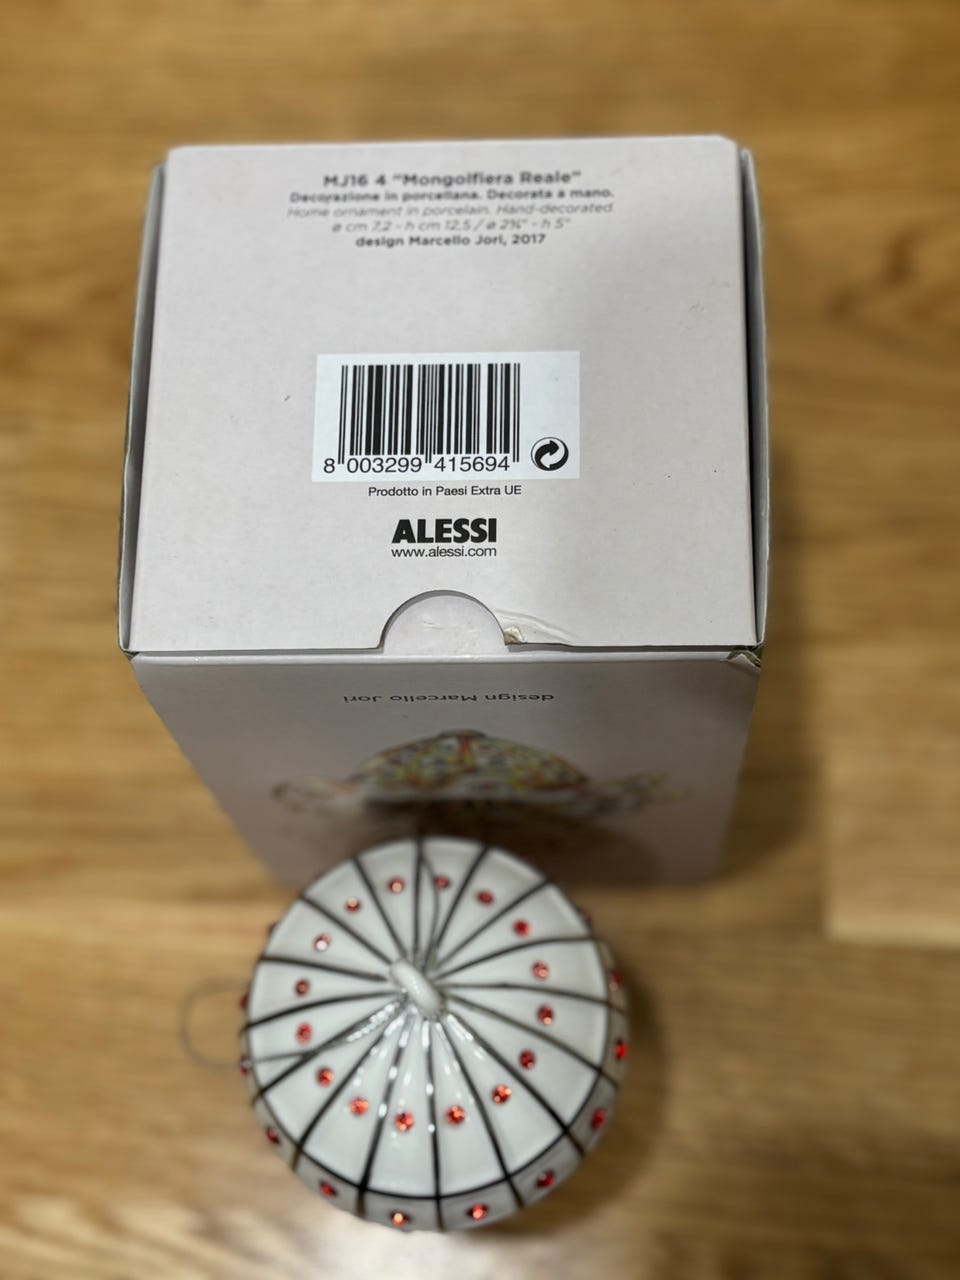 MJ16 4 "Mongolfiera Reale"
Decorazione in porcellana. Decorata a mano.
Home ornament in porcelain. Hand-decorated.
ø cm 7,2 - h cm 12,5 / ø 2¾" - h 5"
design Marcello Jori, 2017
8 003299 415694
Prodotto in Paesi Extra UE
ALESSI
www.alessi.com
design Marcello Jori